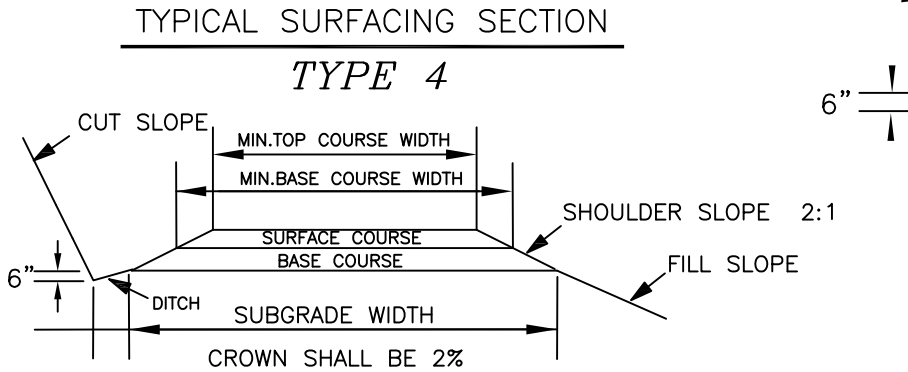 TYPICAL SURFACING SECTION
TYPE 4
6"
CUT SLOPE
MIN.TOP COURSE WIDTH
MIN.BASE COURSE WIDTH
SHOULDER SLOPE 2:1
SURFACE COURSE
BASE COURSE
FILL SLOPE
6"
DITCH
SUBGRADE WIDTH
CROWN SHALL BE 2%